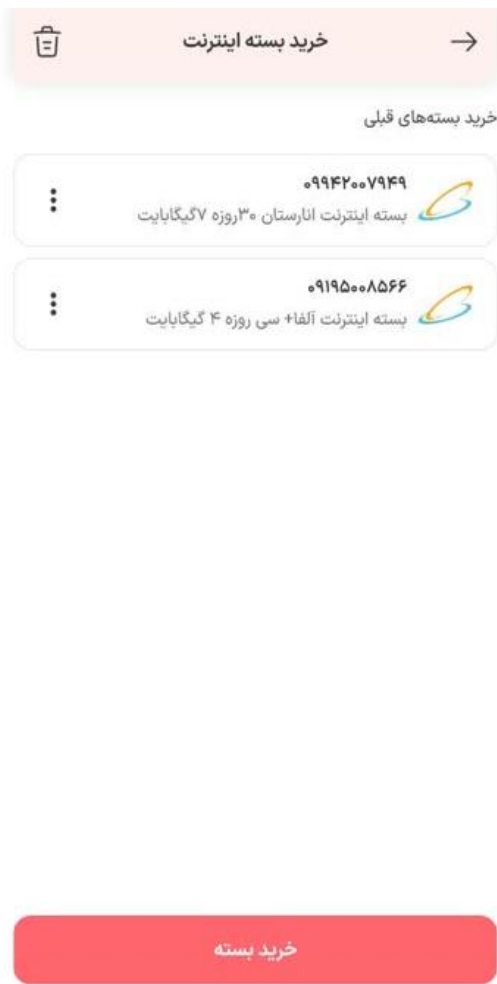 خرید بسته اینترنت
خرید بسته‌های قبلی
۰۹۹۴۲۰۰۷۹۴۹
بسته اینترنت انارستان ۳۰روزه ۷گیگابایت
۰۹۱۹۵۰۰۸۵۶۶
بسته اینترنت آلفا+ سی روزه ۴ گیگابایت
خرید بسته